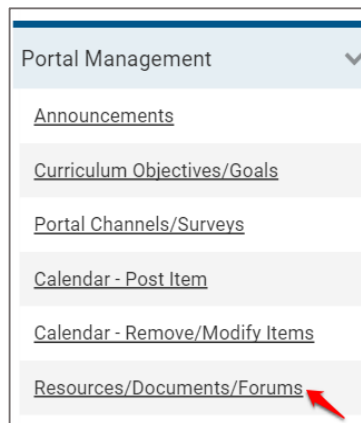 Portal Management
Announcements
Curriculum Objectives/Goals
Portal Channels/Surveys
Calendar - Post Item
Calendar - Remove/Modify Items
Resources/Documents/Forums